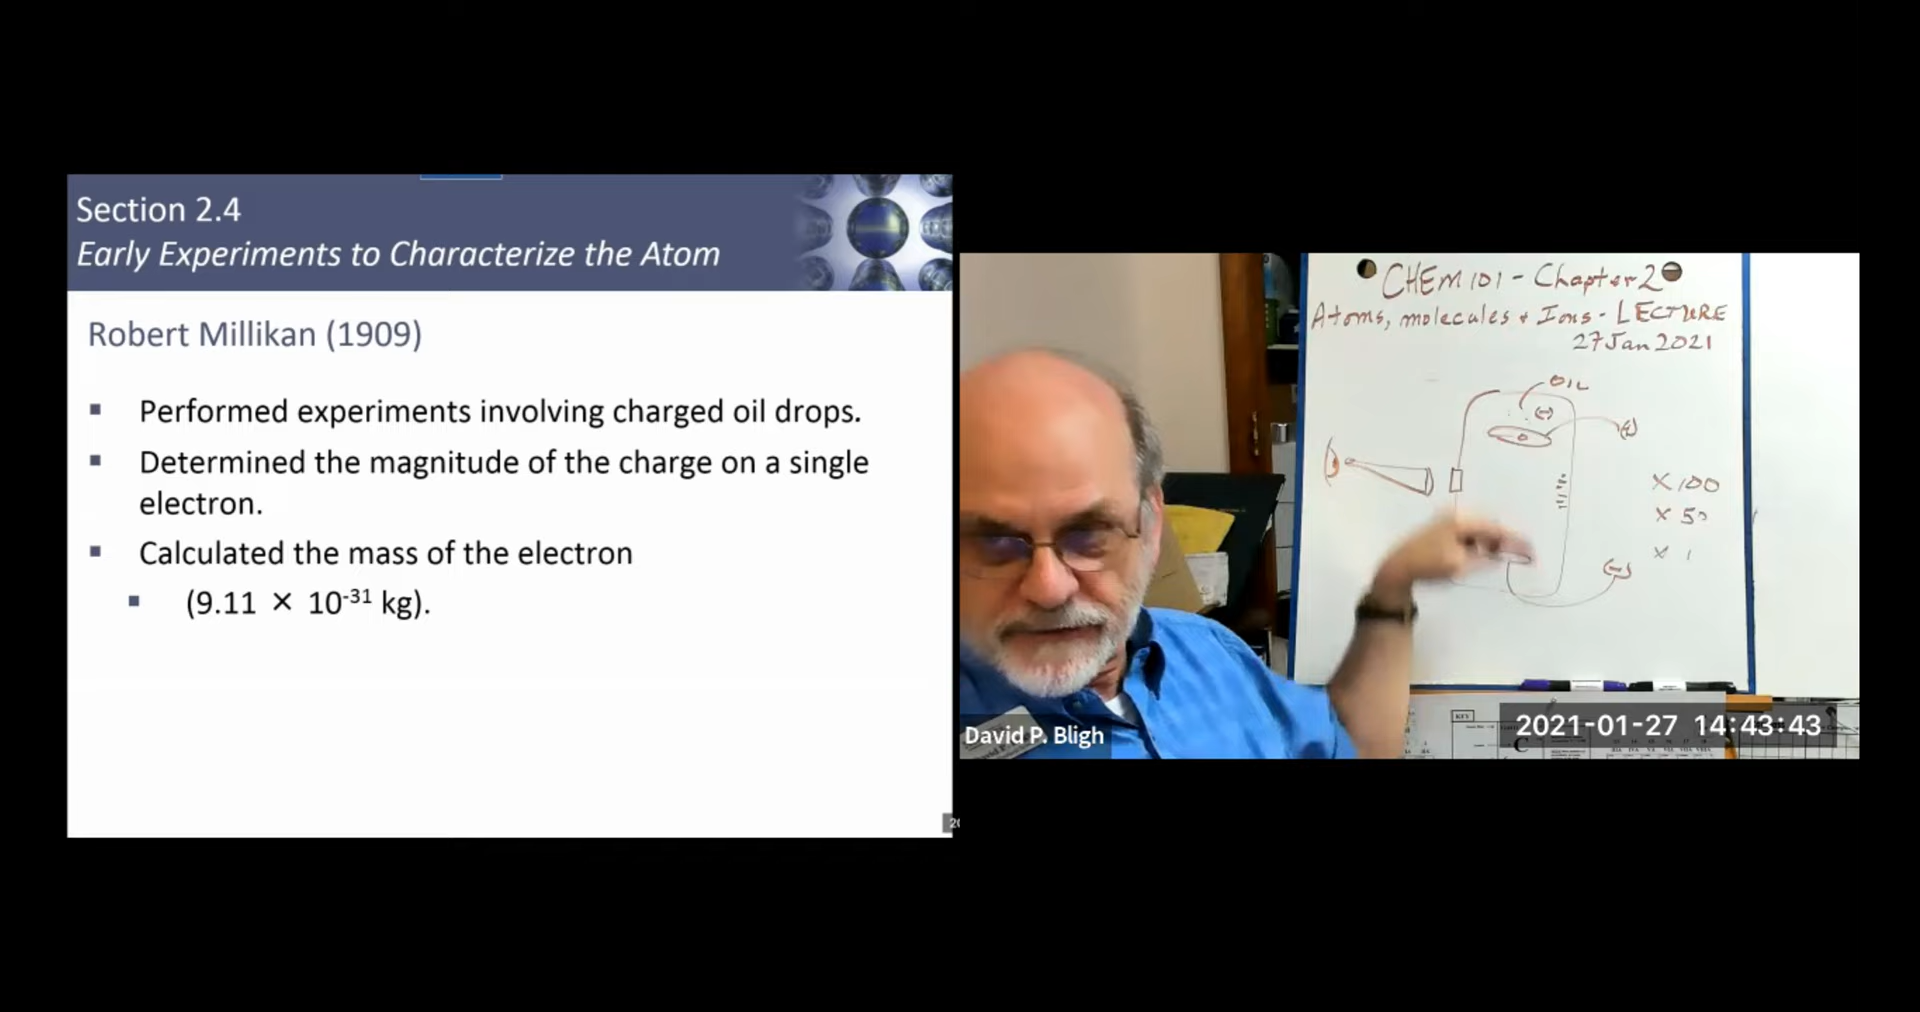 Section 2.4
Early Experiments to Characterize the Atom
Robert Millikan (1909)
▪ Performed experiments involving charged oil drops.
▪ Determined the magnitude of the charge on a single
electron.
▪ Calculated the mass of the electron
▪ (9.11 × 10⁻³¹ kg).
CHEM 101 - Chapter 2
Atoms, molecules + Ions - LECTURE
27 Jan 2021
OIL
(-)
(+)
× 100
× 50
× 1
(-)
David P. Bligh
KEY
C
2021-01-27 14:43:43